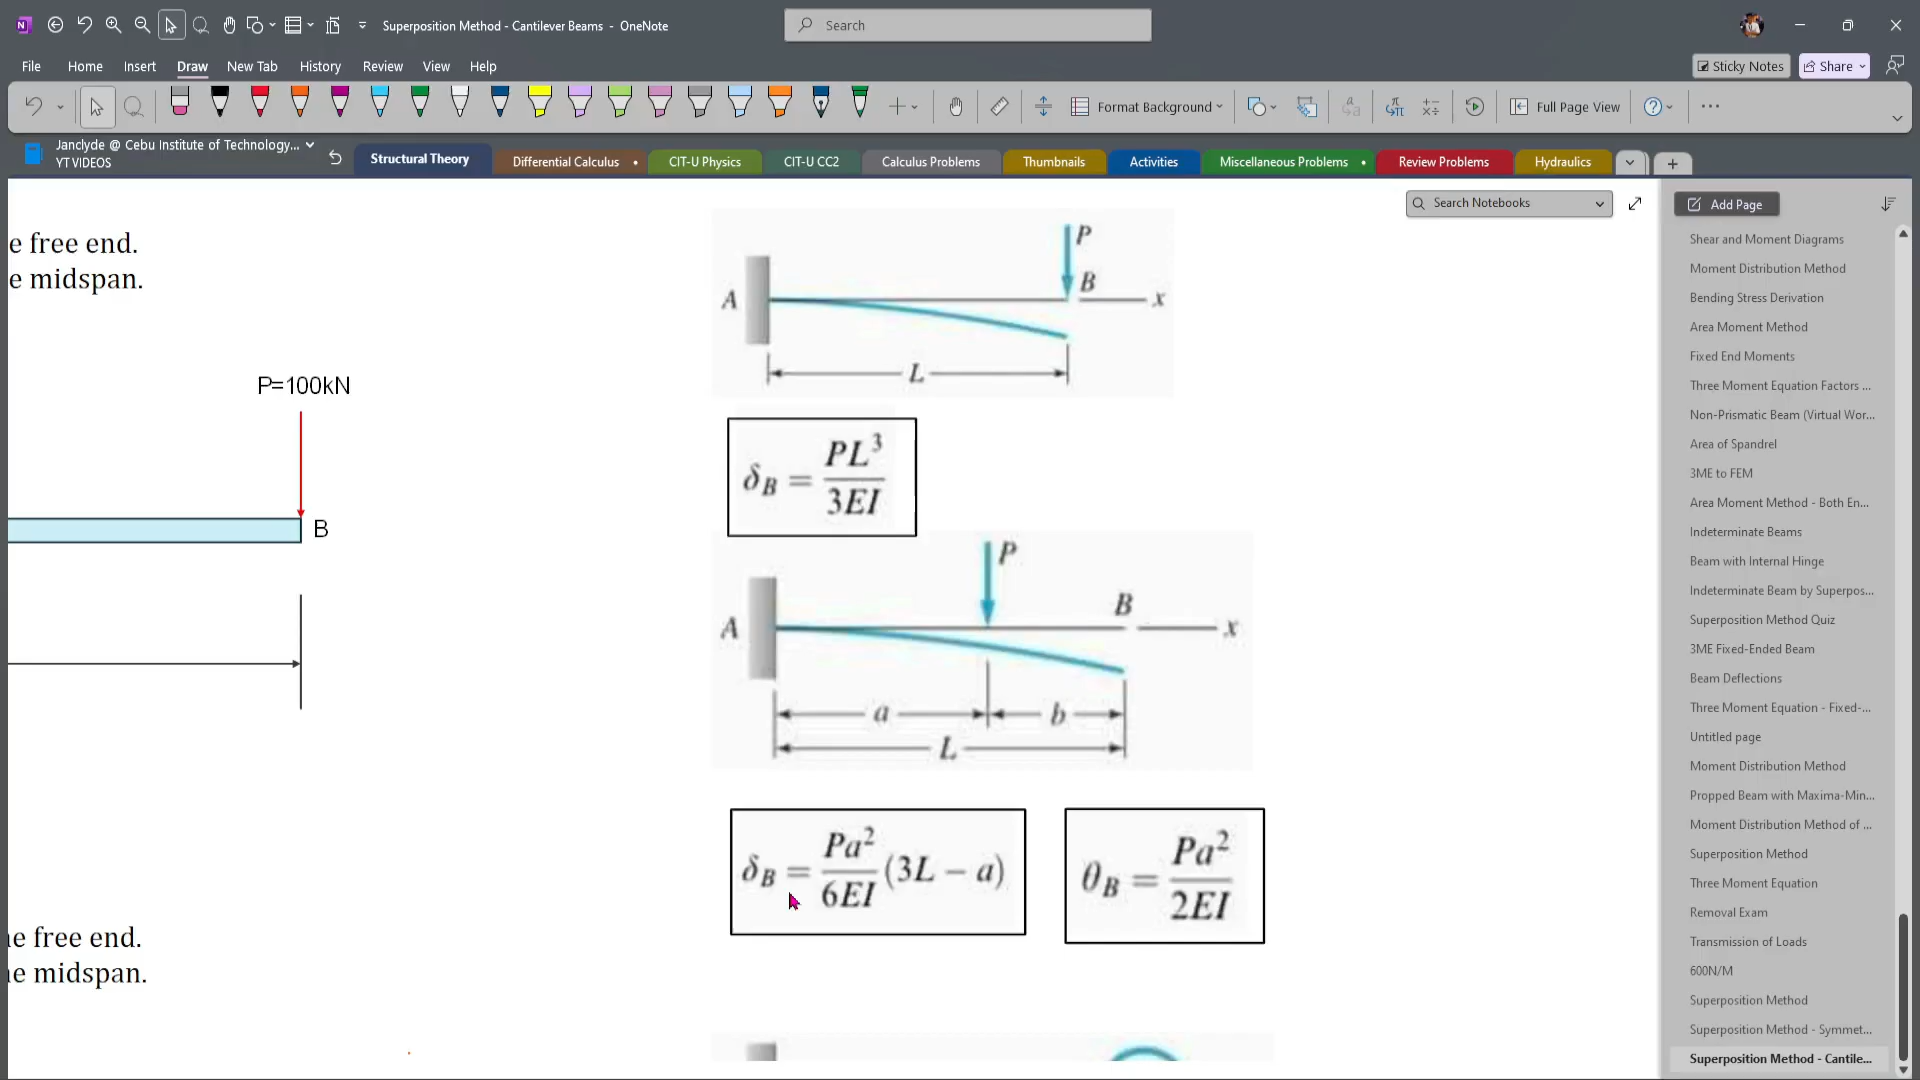 Superposition Method - Cantilever Beams - OneNote
Search
File Home Insert Draw New Tab History Review View Help
Sticky Notes Share
Format Background Full Page View
Janclyde @ Cebu Institute of Technology...
YT VIDEOS
Structural Theory Differential Calculus CIT-U Physics CIT-U CC2 Calculus Problems Thumbnails Activities Miscellaneous Problems Review Problems Hydraulics
Search Notebooks
Add Page
e free end.
e midspan.
P=100kN
B
P
B
A
x
L
δ_B = PL³/3EI
P
B
A
x
a b
L
δ_B = Pa²/6EI (3L − a)
θ_B = Pa²/2EI
e free end.
e midspan.
Shear and Moment Diagrams
Moment Distribution Method
Bending Stress Derivation
Area Moment Method
Fixed End Moments
Three Moment Equation Factors ...
Non-Prismatic Beam (Virtual Wor...
Area of Spandrel
3ME to FEM
Area Moment Method - Both En...
Indeterminate Beams
Beam with Internal Hinge
Indeterminate Beam by Superpos...
Superposition Method Quiz
3ME Fixed-Ended Beam
Beam Deflections
Three Moment Equation - Fixed-...
Untitled page
Moment Distribution Method
Propped Beam with Maxima-Min...
Moment Distribution Method of ...
Superposition Method
Three Moment Equation
Removal Exam
Transmission of Loads
600N/M
Superposition Method
Superposition Method - Symmet...
Superposition Method - Cantile...